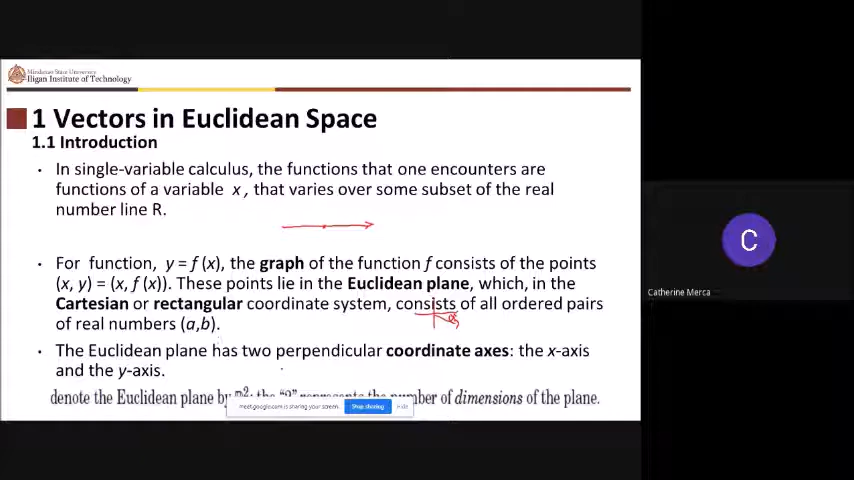 Mindanao State University
Iligan Institute of Technology
1 Vectors in Euclidean Space
1.1 Introduction
• In single-variable calculus, the functions that one encounters are
functions of a variable x , that varies over some subset of the real
number line R.
• For function, y = f (x), the graph of the function f consists of the points
(x, y) = (x, f (x)). These points lie in the Euclidean plane, which, in the
Cartesian or rectangular coordinate system, consists of all ordered pairs
of real numbers (a,b).
• The Euclidean plane has two perpendicular coordinate axes: the x-axis
and the y-axis.
denote the Euclidean plane by the "2" represents the number of dimensions of the plane.
meet.google.com is sharing your screen. Stop sharing Hide
C
Catherine Merca